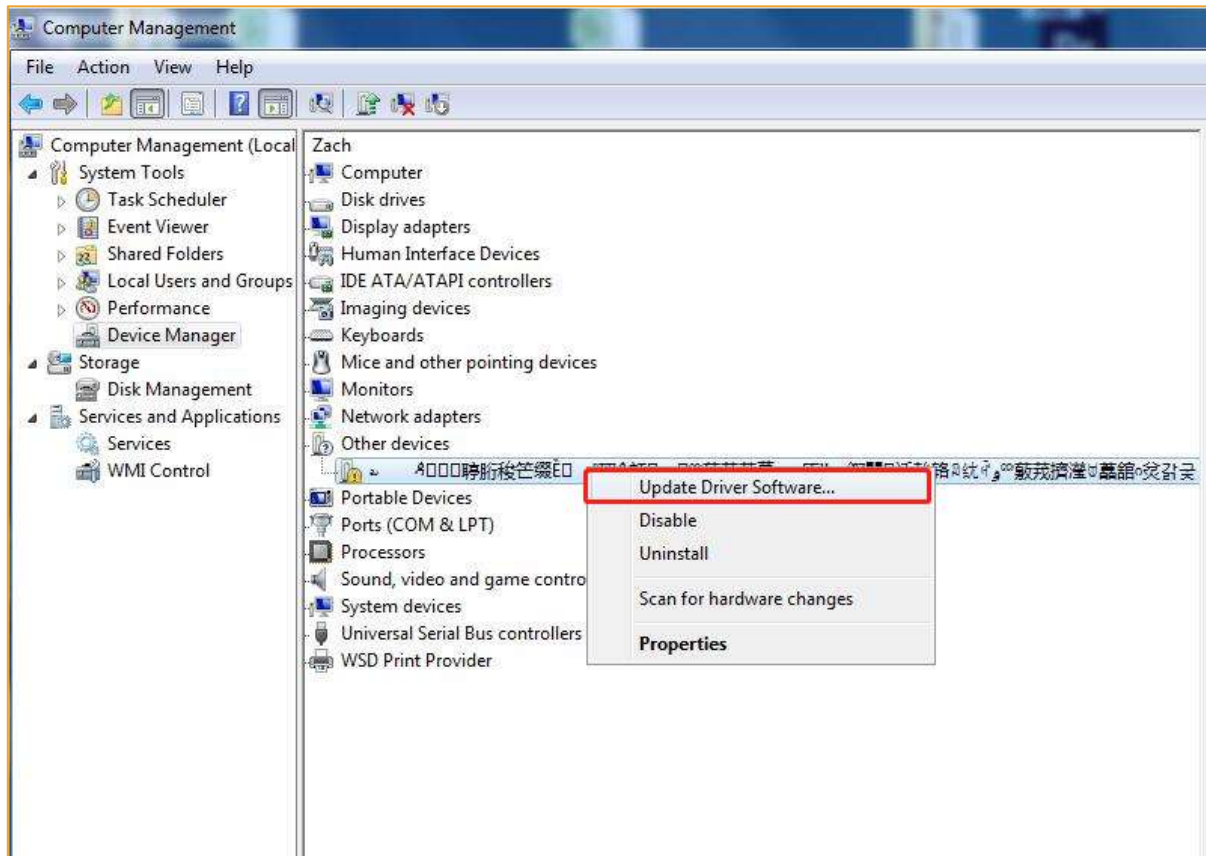 Computer Management
File Action View Help
Computer Management (Local
System Tools
Task Scheduler
Event Viewer
Shared Folders
Local Users and Groups
Performance
Device Manager
Storage
Disk Management
Services and Applications
Services
WMI Control
Zach
Computer
Disk drives
Display adapters
Human Interface Devices
IDE ATA/ATAPI controllers
Imaging devices
Keyboards
Mice and other pointing devices
Monitors
Network adapters
Other devices
Portable Devices
Ports (COM & LPT)
Processors
Sound, video and game contro
System devices
Universal Serial Bus controllers
WSD Print Provider
Update Driver Software...
Disable
Uninstall
Scan for hardware changes
Properties